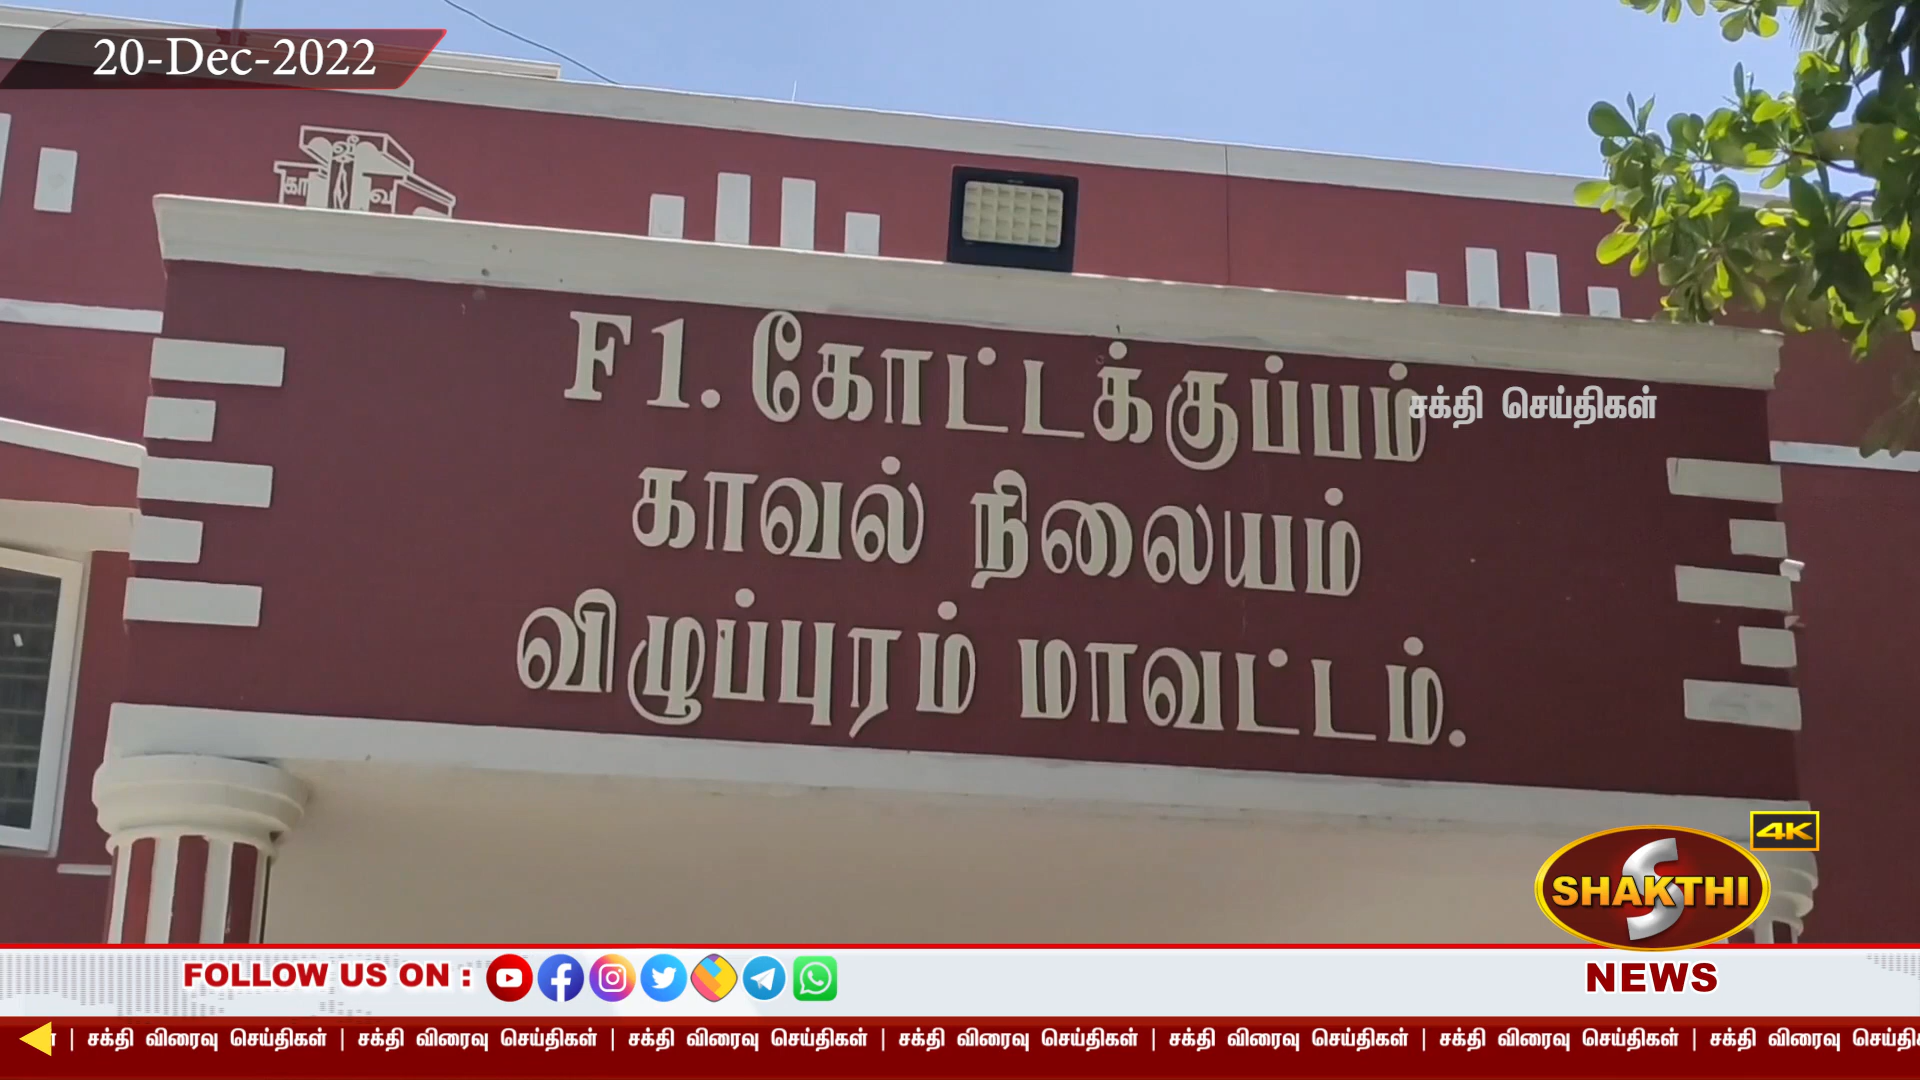 20-Dec-2022
F1. கோட்டக்குப்பம்
சக்தி செய்திகள்
காவல் நிலையம்
விழுப்புரம் மாவட்டம்.
4K
SHAKTHI
NEWS
FOLLOW US ON :
| சக்தி விரைவு செய்திகள் | சக்தி விரைவு செய்திகள் | சக்தி விரைவு செய்திகள் | சக்தி விரைவு செய்திகள் | சக்தி விரைவு செய்திகள் | சக்தி விரைவு செய்திகள் | சக்தி விரைவு